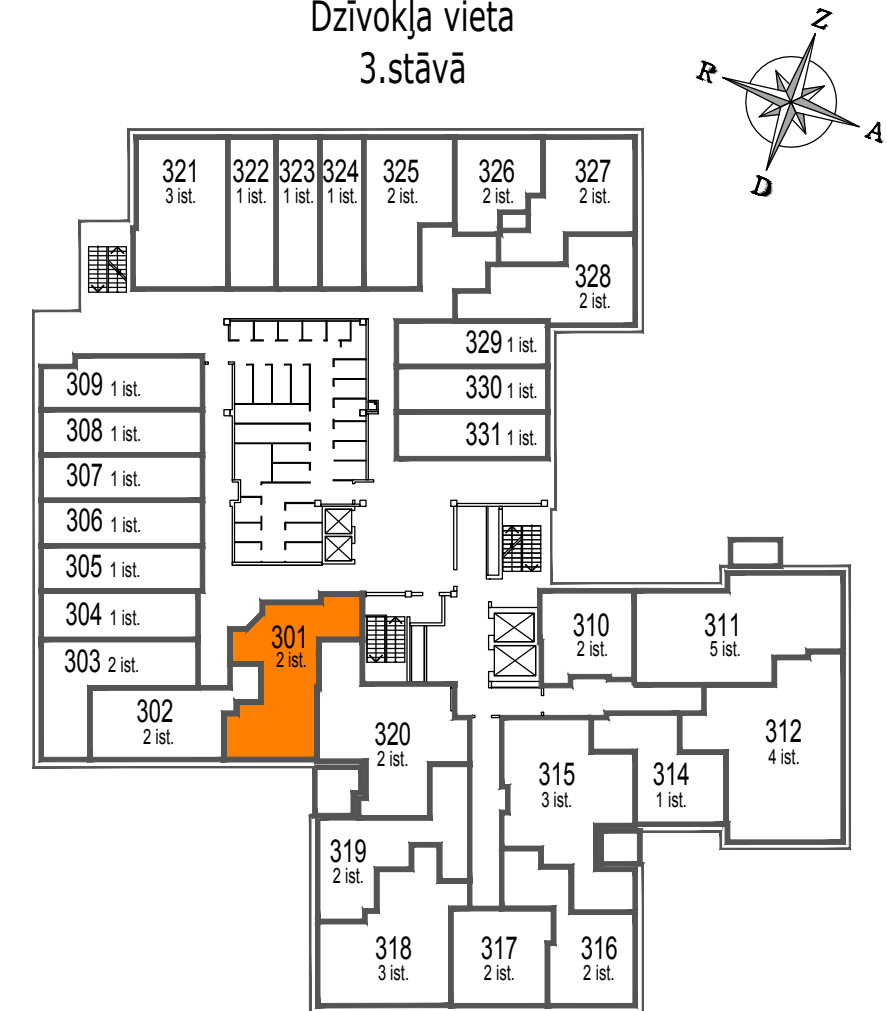 Dzīvokļa vieta
3.stāvā
Z
R
A
D
321
3 ist.
322
1 ist.
323
1 ist.
324
1 ist.
325
2 ist.
326
2 ist.
327
2 ist.
328
2 ist.
329 1 ist.
330 1 ist.
331 1 ist.
309 1 ist.
308 1 ist.
307 1 ist.
306 1 ist.
305 1 ist.
304 1 ist.
303 2 ist.
302
2 ist.
301
2 ist.
310
2 ist.
311
5 ist.
312
4 ist.
320
2 ist.
315
3 ist.
314
1 ist.
319
2 ist.
318
3 ist.
317
2 ist.
316
2 ist.